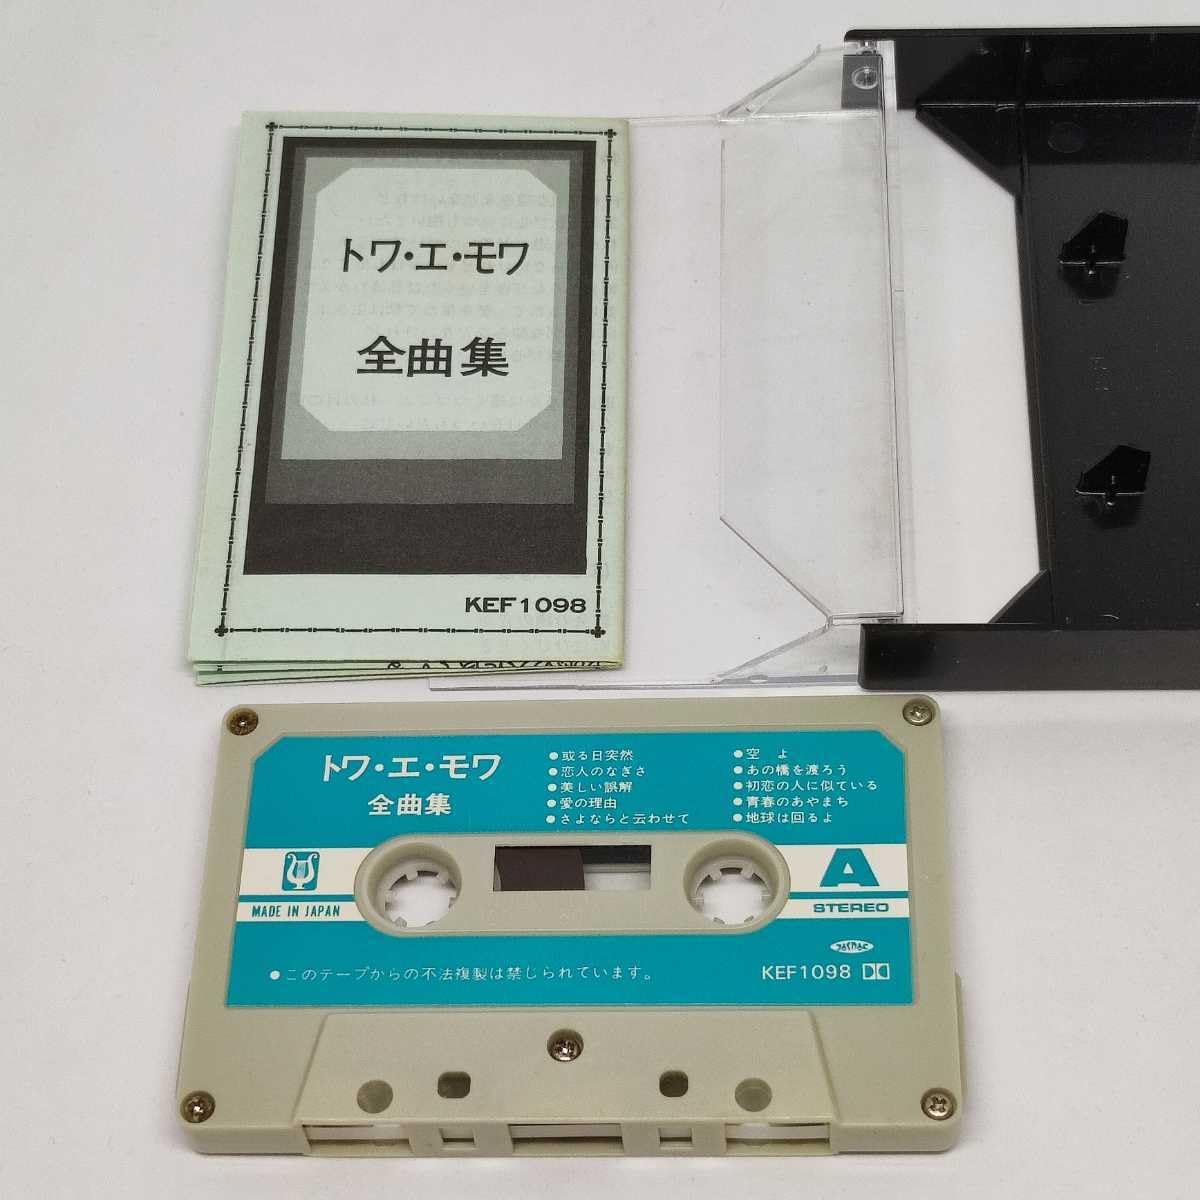 トワ・エ・モワ
全曲集
KEF1098
トワ・エ・モワ
全曲集
●或る日突然
●恋人のなぎさ
●美しい誤解
●愛の理由
●さよならと云わせて
●空よ
●あの橋を渡ろう
●初恋の人に似ている
●青春のあやまち
●地球は回るよ
MADE IN JAPAN
A
STEREO
●このテープからの不法複製は禁じられています。
KEF1098